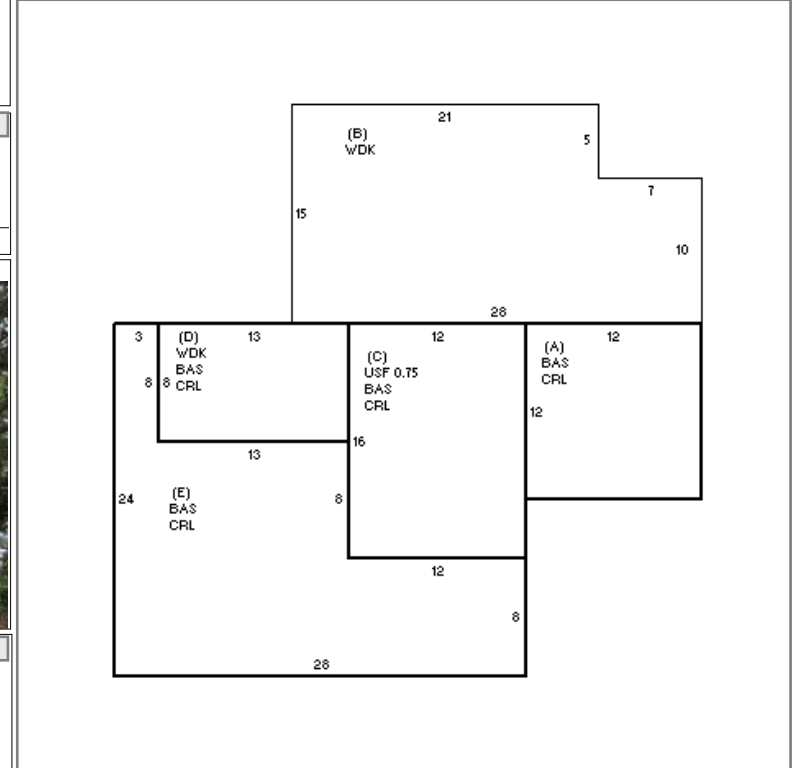 21
(B)
WDK
5
7
15
10
28
3
(D)
WDK
BAS
CRL
13
8
8
12
(C)
USF 0.75
BAS
CRL
12
(A)
BAS
CRL
12
13
16
24
(E)
BAS
CRL
8
12
8
28